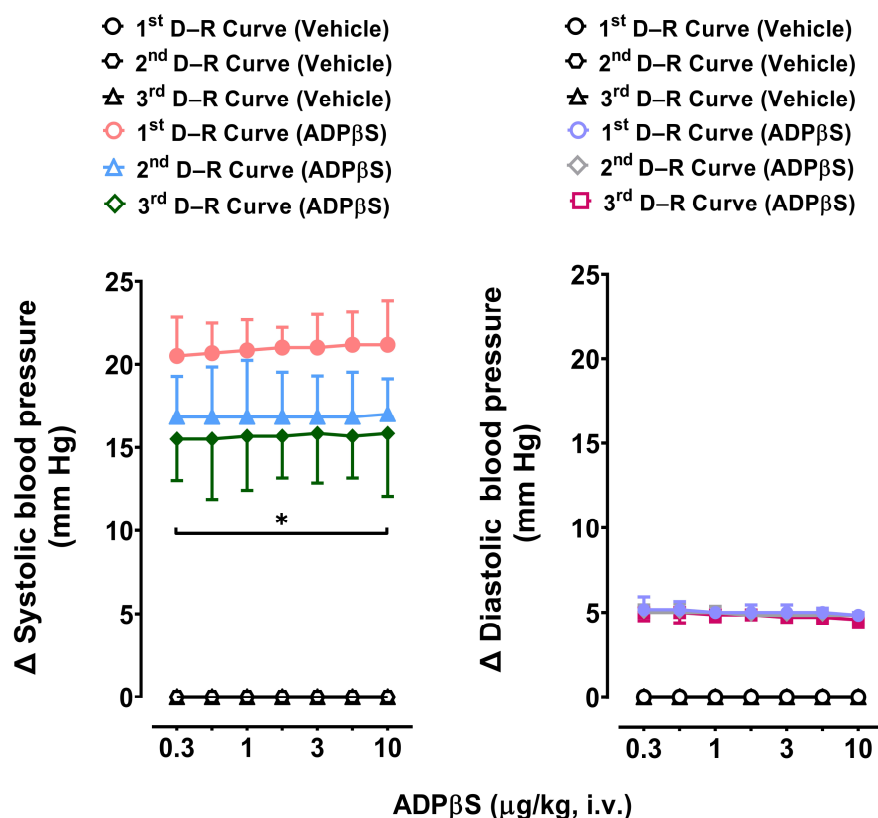 1st D–R Curve (Vehicle)
2nd D–R Curve (Vehicle)
3rd D–R Curve (Vehicle)
1st D–R Curve (ADPβS)
2nd D–R Curve (ADPβS)
3rd D–R Curve (ADPβS)
1st D–R Curve (Vehicle)
2nd D–R Curve (Vehicle)
3rd D–R Curve (Vehicle)
1st D–R Curve (ADPβS)
2nd D–R Curve (ADPβS)
3rd D–R Curve (ADPβS)
Δ Systolic blood pressure
(mm Hg)
25
20
15
10
5
0
*
0.3 1 3 10
Δ Diastolic blood pressure
(mm Hg)
25
20
15
10
5
0
0.3 1 3 10
ADPβS (μg/kg, i.v.)